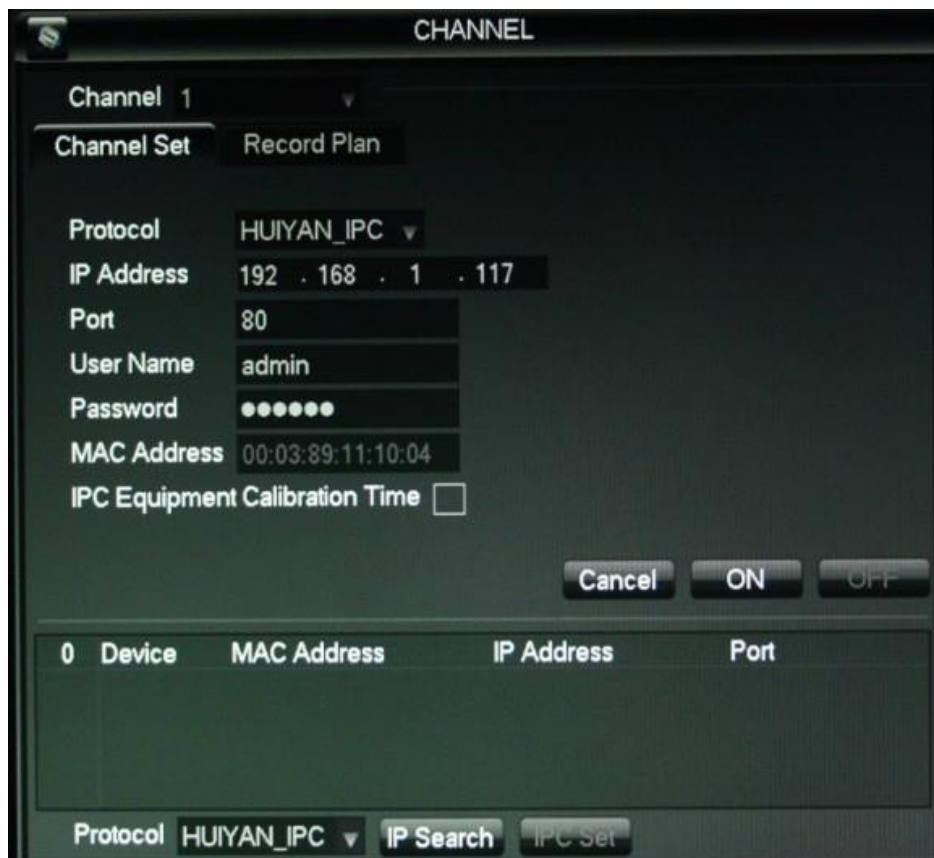 CHANNEL
Channel 1
Channel Set Record Plan
Protocol HUIYAN_IPC
IP Address 192 . 168 . 1 . 117
Port 80
User Name admin
Password ●●●●●●
MAC Address 00:03:89:11:10:04
IPC Equipment Calibration Time
Cancel ON OFF
0 Device MAC Address IP Address Port
Protocol HUIYAN_IPC IP Search IPC Set